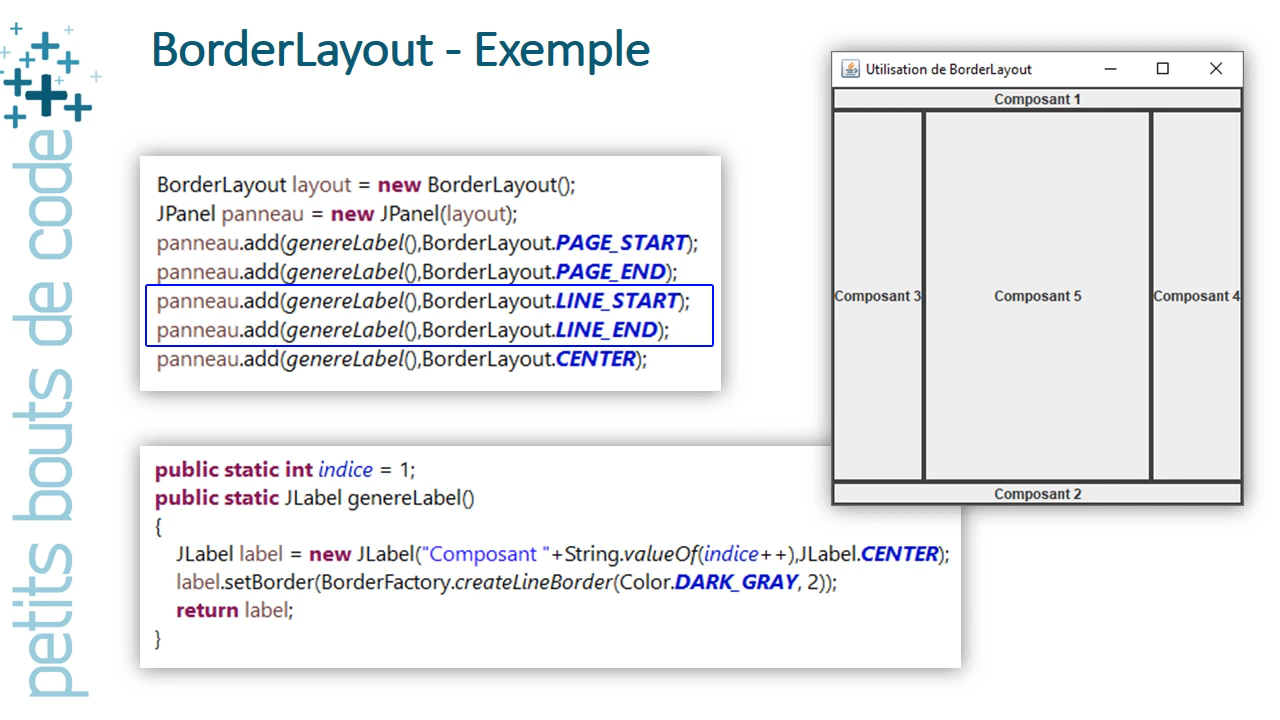 BorderLayout - Exemple
petits bouts de code
BorderLayout layout = new BorderLayout();
JPanel panneau = new JPanel(layout);
panneau.add(genereLabel(),BorderLayout.PAGE_START);
panneau.add(genereLabel(),BorderLayout.PAGE_END);
panneau.add(genereLabel(),BorderLayout.LINE_START);
panneau.add(genereLabel(),BorderLayout.LINE_END);
panneau.add(genereLabel(),BorderLayout.CENTER);
Utilisation de BorderLayout
Composant 1
Composant 3
Composant 5
Composant 4
Composant 2
public static int indice = 1;
public static JLabel genereLabel()
{
JLabel label = new JLabel("Composant "+String.valueOf(indice++),JLabel.CENTER);
label.setBorder(BorderFactory.createLineBorder(Color.DARK_GRAY, 2));
return label;
}